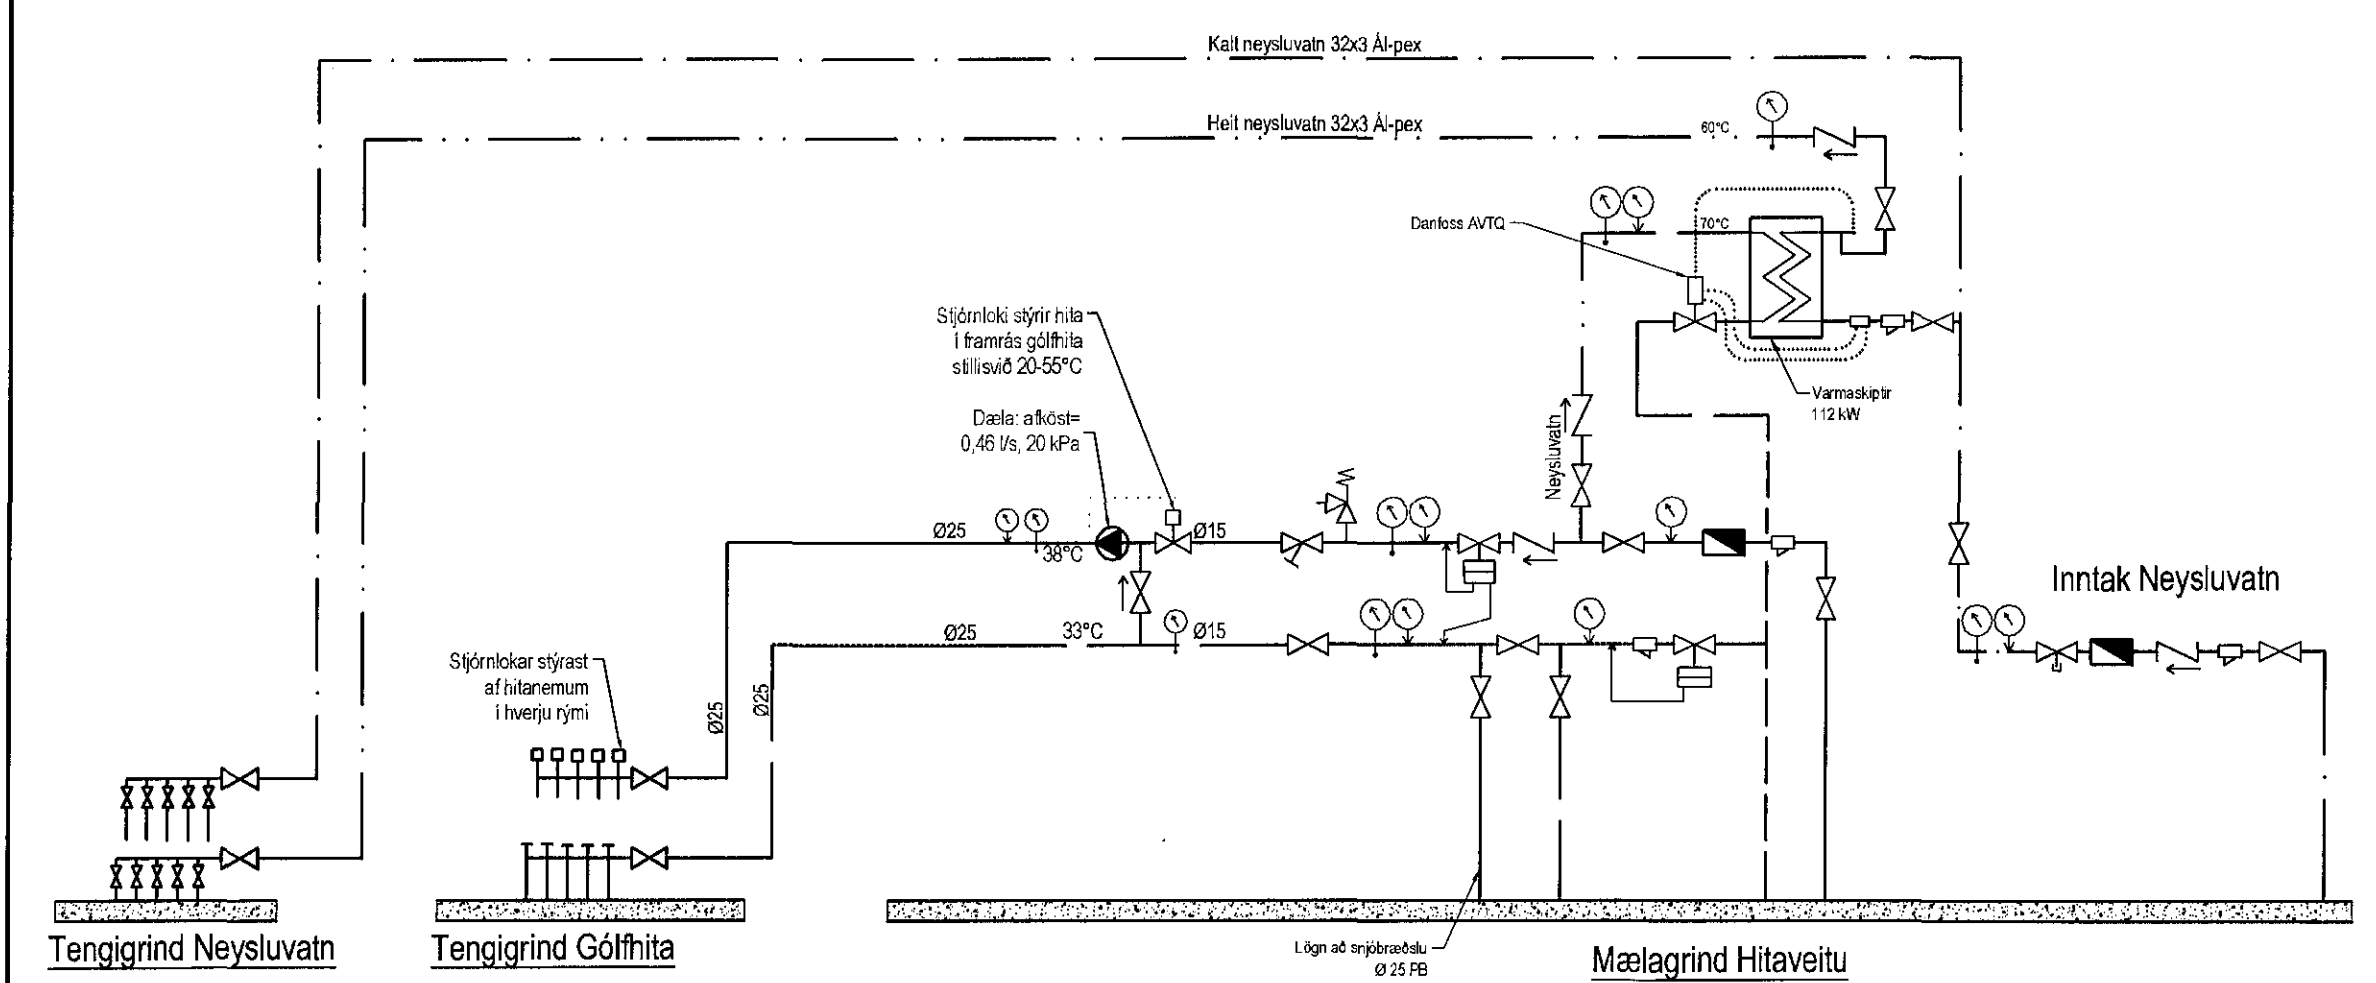 Kalt neysluvatn 32x3 Ál-pex
Heit neysluvatn 32x3 Ál-pex
60°C
Danfoss AVTQ
70°C
Stjórnloki stýrir hita
í framrás gólfhita
stillisvið 20-55°C
Varmaskiptir
112 kW
Dæla: afköst=
0,46 l/s, 20 kPa
Neysluvatn
Ø25
38°C
Ø15
Inntak Neysluvatn
Ø25
33°C
Ø15
Stjórnlokar stýrast
af hitanemum
í hverju rými
Ø25
Ø25
Tengigrind Neysluvatn
Tengigrind Gólfhita
Lögn að snjóbræðslu
Ø 25 PB
Mælagrind Hitaveitu